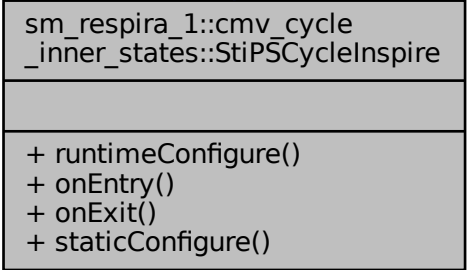 sm_respira_1::cmv_cycle
_inner_states::StiPSCycleInspire
+ runtimeConfigure()
+ onEntry()
+ onExit()
+ staticConfigure()